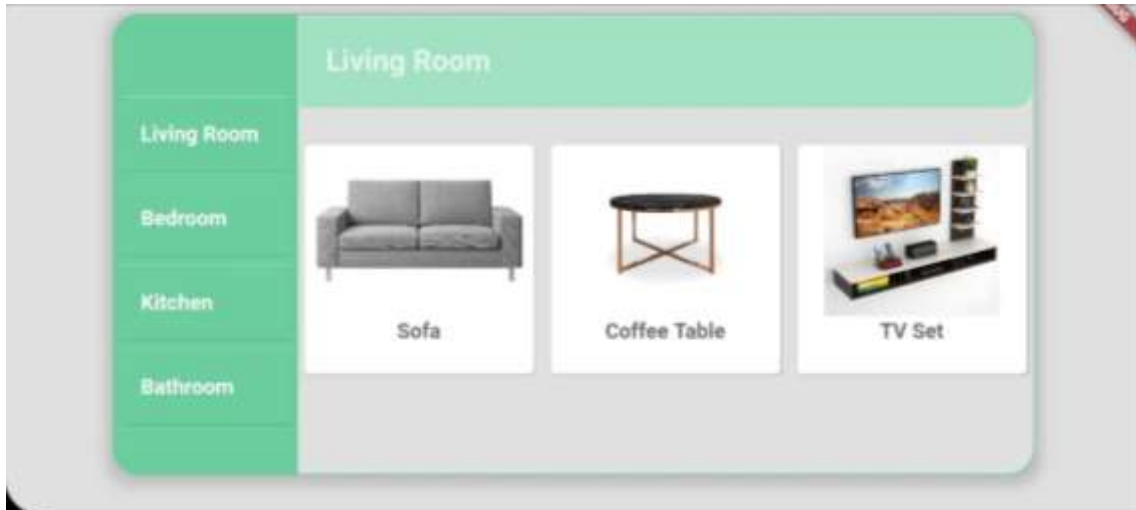 Living Room
Living Room
Bedroom
Kitchen
Bathroom
Sofa
Coffee Table
TV Set